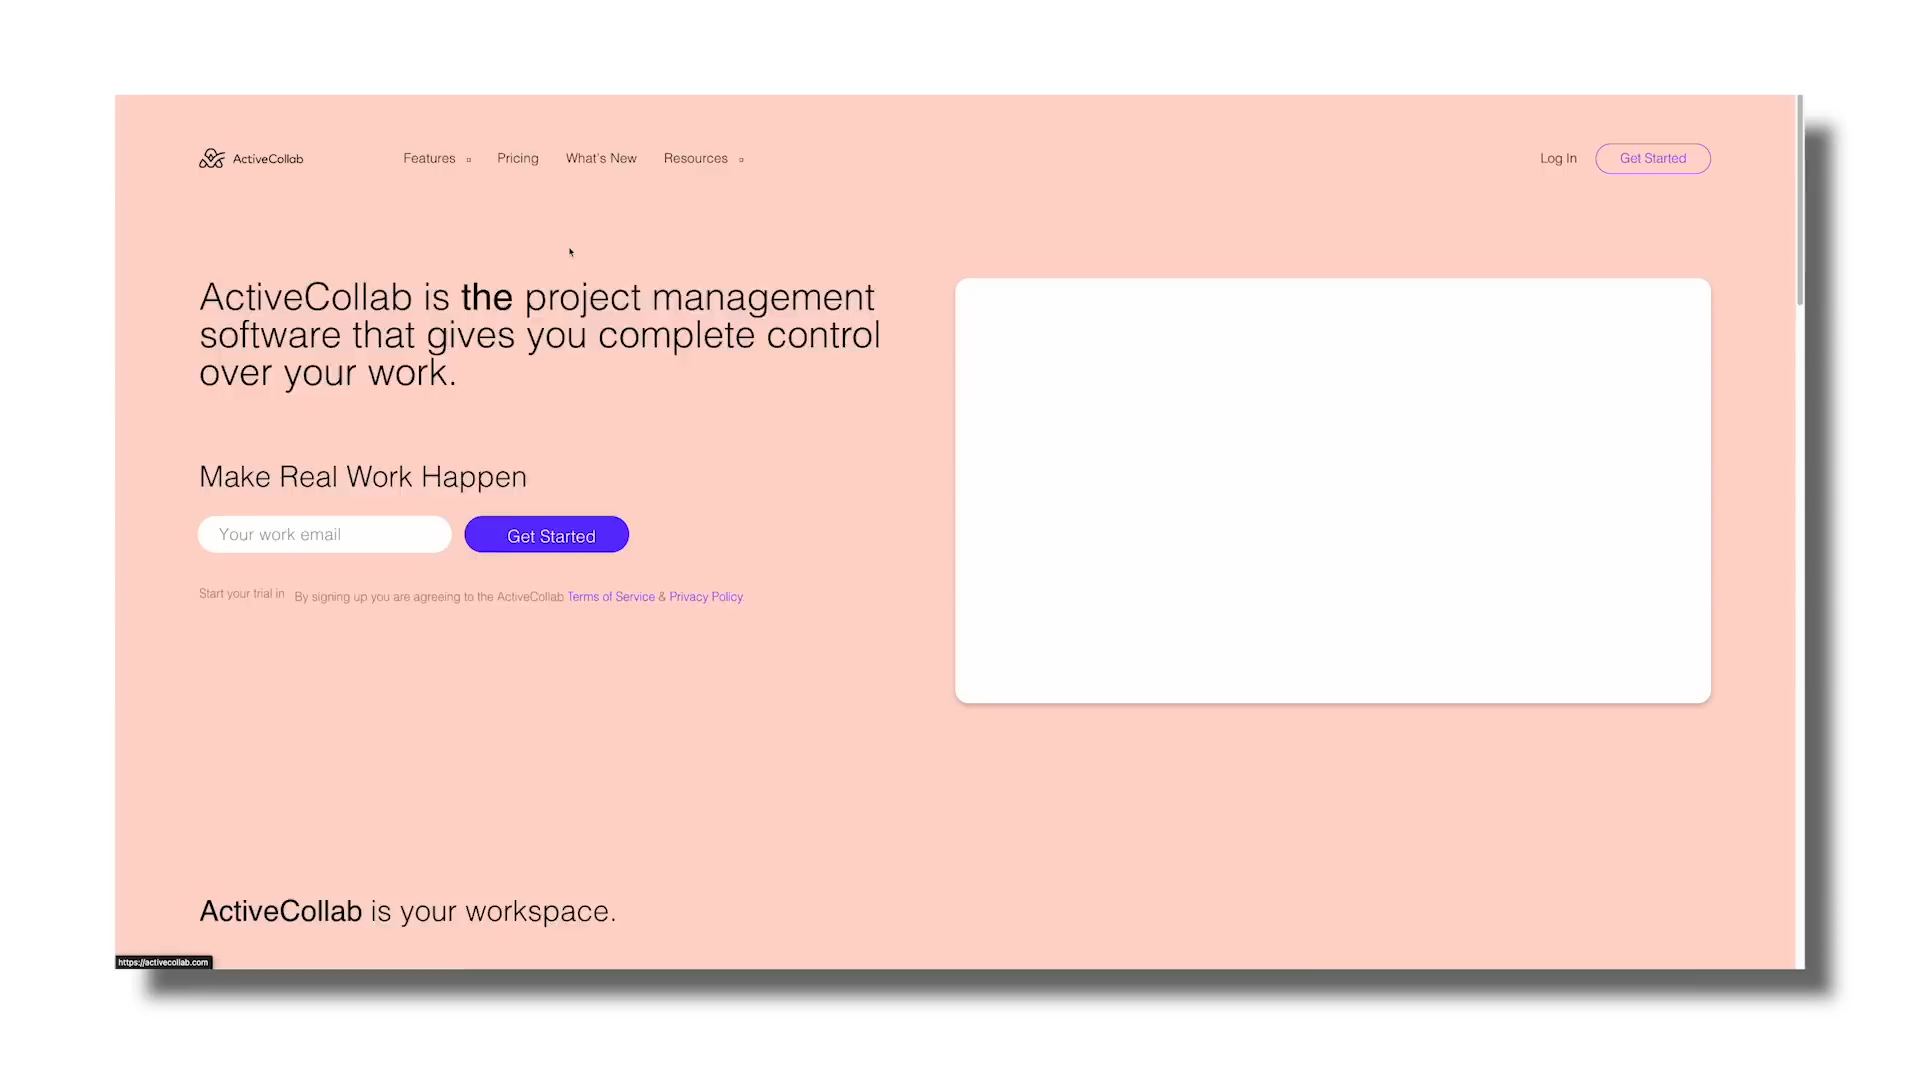 ActiveCollab
Features
Pricing
What's New
Resources
Log In
Get Started
ActiveCollab is the project management
software that gives you complete control
over your work.
Make Real Work Happen
Your work email
Get Started
Start your trial in
By signing up you are agreeing to the ActiveCollab Terms of Service & Privacy Policy
ActiveCollab is your workspace.
https://activecollab.com